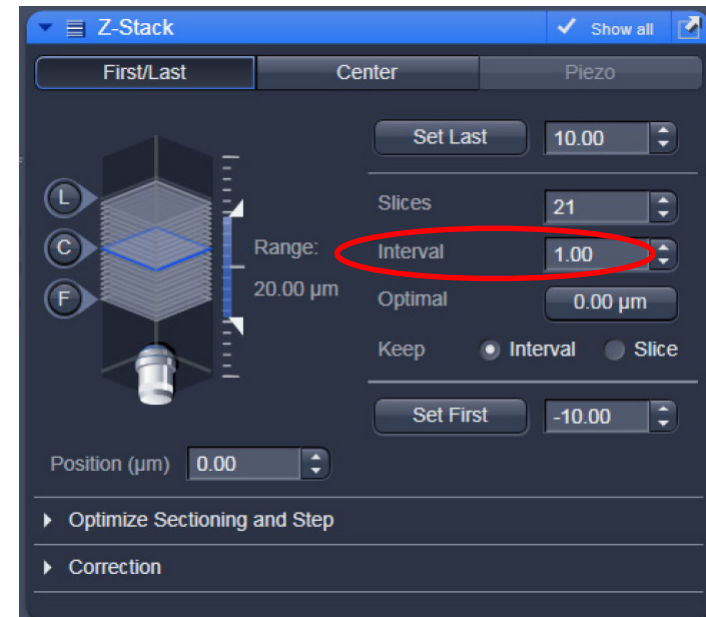 Z-Stack Show all
First/Last Center Piezo
Set Last 10.00
L
Slices 21
C Range: Interval 1.00
F 20.00 µm Optimal 0.00 µm
Keep Interval Slice
Set First -10.00
Position (µm) 0.00
Optimize Sectioning and Step
Correction